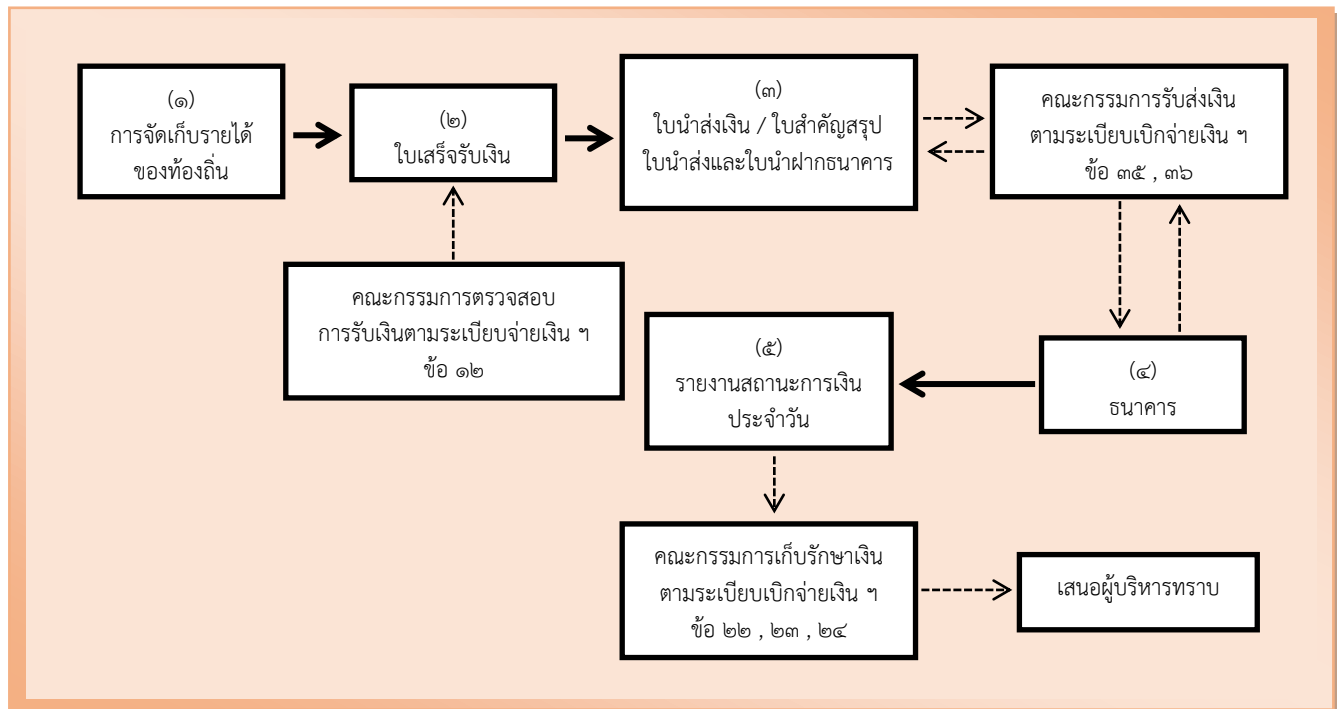 (๑)
การจัดเก็บรายได้
ของท้องถิ่น
(๒)
ใบเสร็จรับเงิน
(๓)
ใบนำส่งเงิน / ใบสำคัญสรุป
ใบนำส่งและใบนำฝากธนาคาร
คณะกรรมการรับส่งเงิน
ตามระเบียบเบิกจ่ายเงิน ฯ
ข้อ ๓๕ , ๓๖
คณะกรรมการตรวจสอบ
การรับเงินตามระเบียบจ่ายเงิน ฯ
ข้อ ๑๒
(๔)
ธนาคาร
(๕)
รายงานสถานะการเงิน
ประจำวัน
คณะกรรมการเก็บรักษาเงิน
ตามระเบียบเบิกจ่ายเงิน ฯ
ข้อ ๒๒ , ๒๓ , ๒๔
เสนอผู้บริหารทราบ